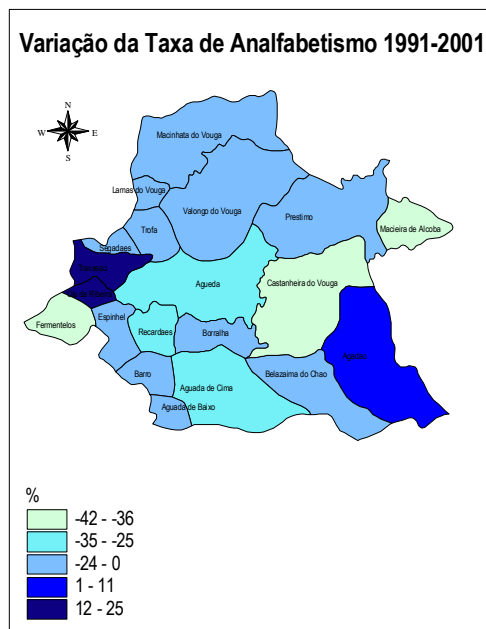 Variação da Taxa de Analfabetismo 1991-2001
N
W E
S
Macinhata do Vouga
Lamas do Vouga
Valongo do Vouga
Prestimo
Trofa
Macieira de Alcoba
Segadaes
Agueda
Castanheira do Vouga
Fermentelos
Espinhel
Recardaes
Borralha
Agadao
Barro
Belazaima do Chao
Aguada de Cima
Aguada de Baixo
%
-42 - -36
-35 - -25
-24 - 0
1 - 11
12 - 25